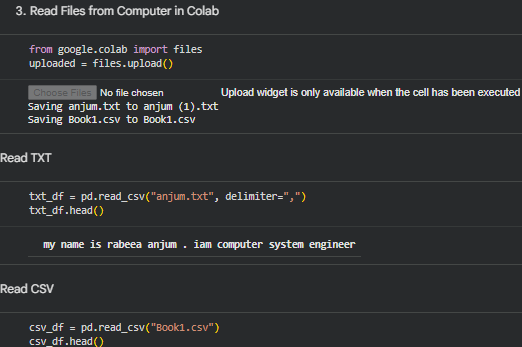 3. Read Files from Computer in Colab
from google.colab import files
uploaded = files.upload()
Choose Files No file chosen Upload widget is only available when the cell has been executed
Saving anjum.txt to anjum (1).txt
Saving Book1.csv to Book1.csv
Read TXT
txt_df = pd.read_csv("anjum.txt", delimiter=",")
txt_df.head()
my name is rabeea anjum . iam computer system engineer
Read CSV
csv_df = pd.read_csv("Book1.csv")
csv_df.head()